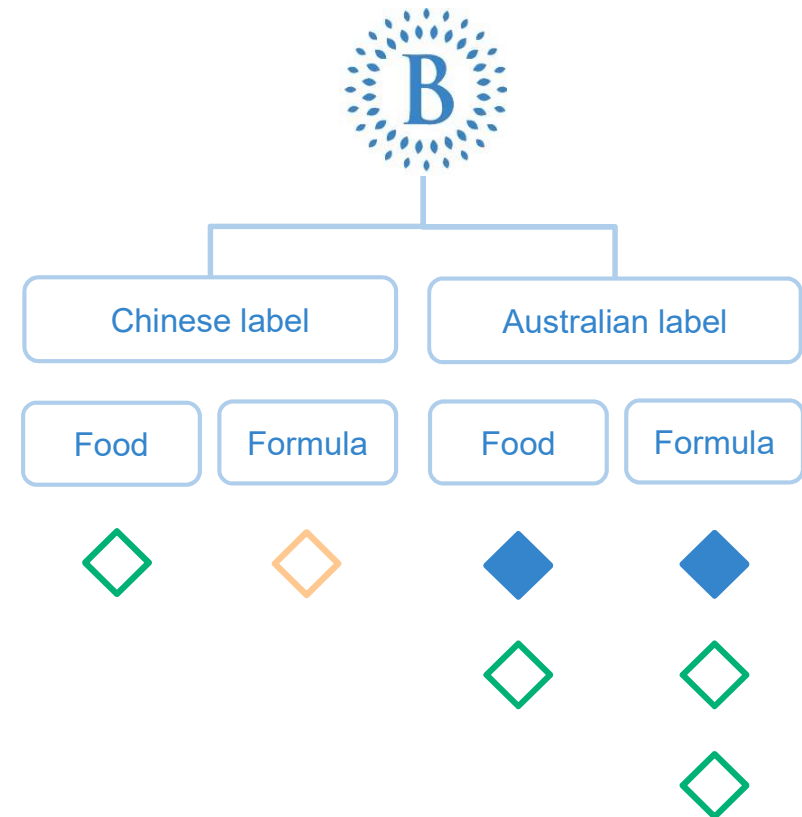 B
Chinese label
Australian label
Food
Formula
Food
Formula